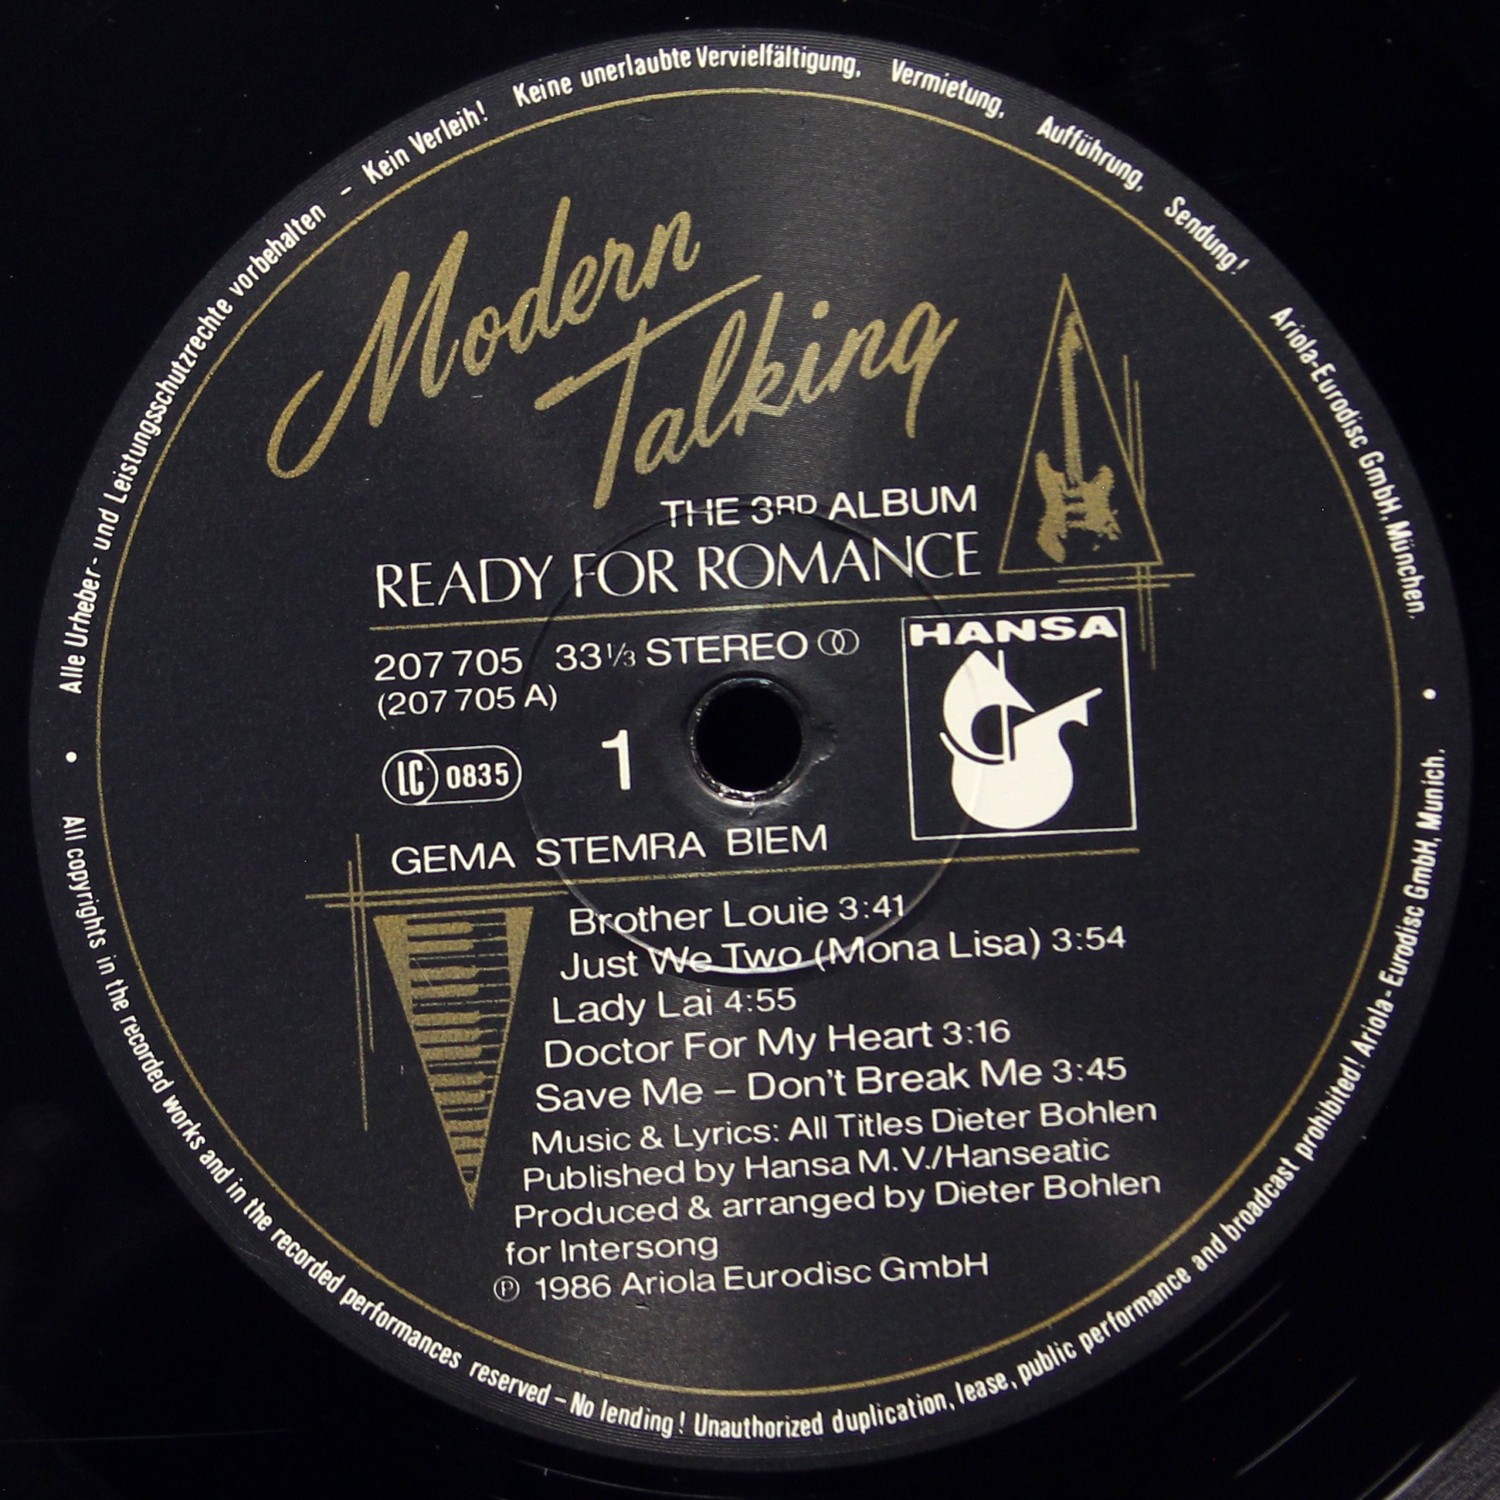 Alle Urheber- und Leistungsschutzrechte vorbehalten - Kein Verleih! Keine unerlaubte Vervielfältigung, Vermietung, Aufführung, Sendung! Ariola-Eurodisc GmbH, München.
Modern
Talking
THE 3RD ALBUM
READY FOR ROMANCE
207 705 33 1/3 STEREO
(207 705 A)
HANSA
LC 0835
1
GEMA STEMRA BIEM
Brother Louie 3:41
Just We Two (Mona Lisa) 3:54
Lady Lai 4:55
Doctor For My Heart 3:16
Save Me – Don't Break Me 3:45
Music & Lyrics: All Titles Dieter Bohlen
Published by Hansa M.V./Hanseatic
Produced & arranged by Dieter Bohlen
for Intersong
℗ 1986 Ariola Eurodisc GmbH
All copyrights in the recorded works and in the recorded performances reserved – No lending! Unauthorized duplication, lease, public performance and broadcast prohibited! Ariola-Eurodisc GmbH, Munich.